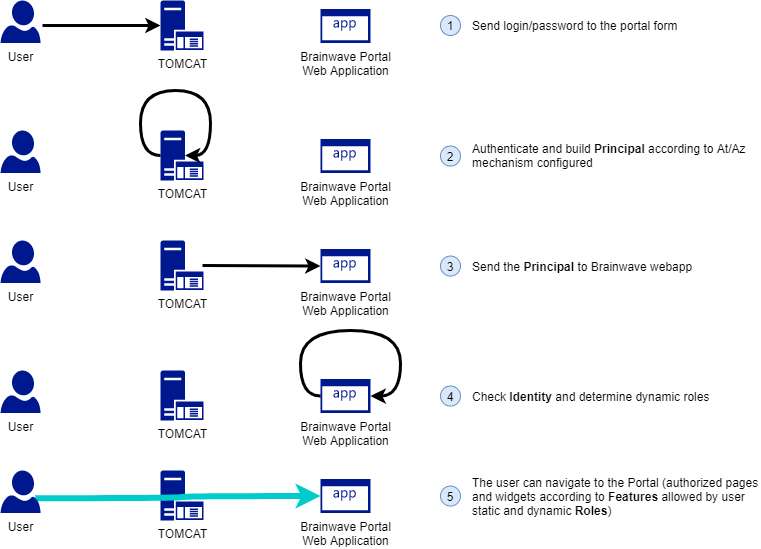 app
1 Send login/password to the portal form
User
TOMCAT
Brainwave Portal
Web Application
app
2 Authenticate and build Principal according to At/Az
mechanism configured
User
TOMCAT
Brainwave Portal
Web Application
app
3 Send the Principal to Brainwave webapp
User
TOMCAT
Brainwave Portal
Web Application
app
4 Check Identity and determine dynamic roles
User
TOMCAT
Brainwave Portal
Web Application
app
5 The user can navigate to the Portal (authorized pages
and widgets according to Features allowed by user
static and dynamic Roles)
User
TOMCAT
Brainwave Portal
Web Application